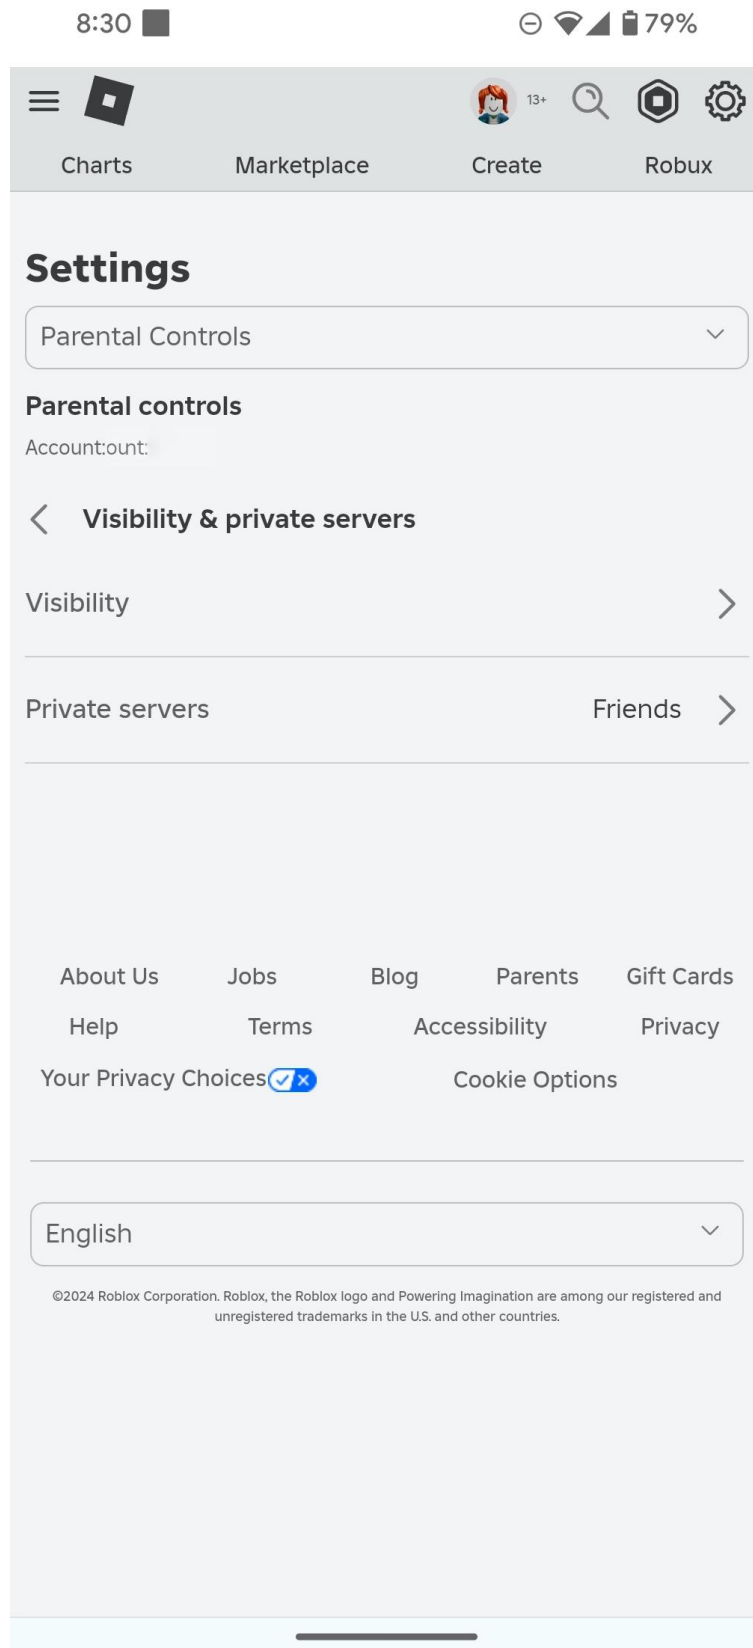 8:30 79%
13+
Charts Marketplace Create Robux
Settings
Parental Controls
Parental controls
Account:ount:
Visibility & private servers
Visibility
Private servers Friends
About Us Jobs Blog Parents Gift Cards
Help Terms Accessibility Privacy
Your Privacy Choices Cookie Options
English
©2024 Roblox Corporation. Roblox, the Roblox logo and Powering Imagination are among our registered and
unregistered trademarks in the U.S. and other countries.